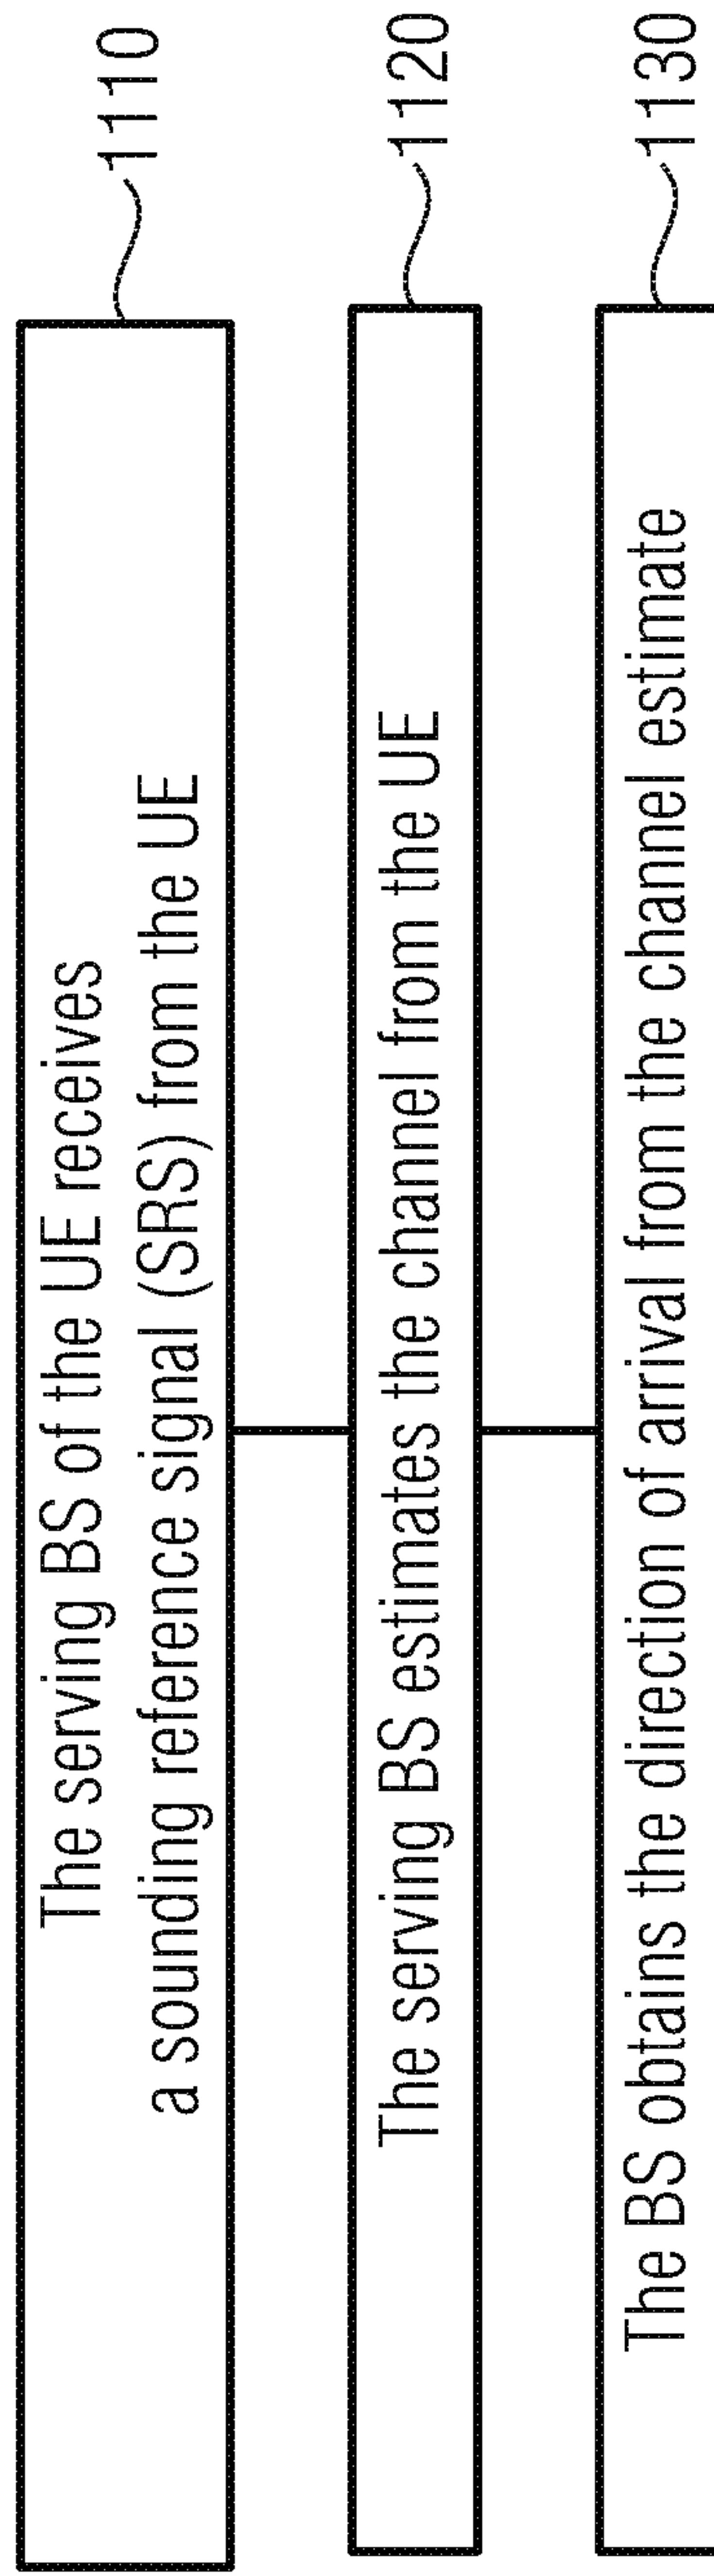 The serving BS of the UE receives
a sounding reference signal (SRS) from the UE
1110
The serving BS estimates the channel from the UE
1120
The BS obtains the direction of arrival from the channel estimate
1130